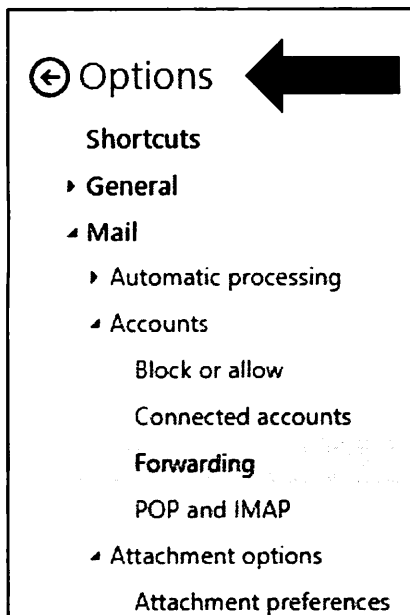 Options
Shortcuts
General
Mail
Automatic processing
Accounts
Block or allow
Connected accounts
Forwarding
POP and IMAP
Attachment options
Attachment preferences